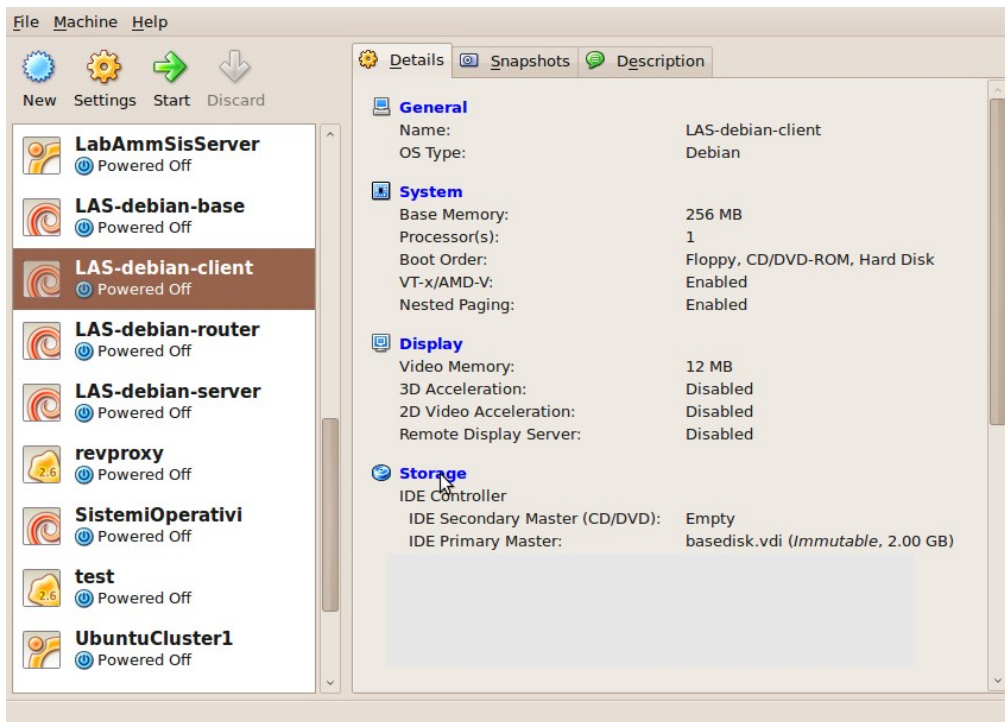 File Machine Help
New Settings Start Discard
LabAmmSisServer
Powered Off
LAS-debian-base
Powered Off
LAS-debian-client
Powered Off
LAS-debian-router
Powered Off
LAS-debian-server
Powered Off
revproxy
2.6 Powered Off
SistemiOperativi
Powered Off
test
2.6 Powered Off
UbuntuCluster1
Powered Off
Details Snapshots Description
General
Name: LAS-debian-client
OS Type: Debian
System
Base Memory: 256 MB
Processor(s): 1
Boot Order: Floppy, CD/DVD-ROM, Hard Disk
VT-x/AMD-V: Enabled
Nested Paging: Enabled
Display
Video Memory: 12 MB
3D Acceleration: Disabled
2D Video Acceleration: Disabled
Remote Display Server: Disabled
Storage
IDE Controller
IDE Secondary Master (CD/DVD): Empty
IDE Primary Master: basedisk.vdi (Immutable, 2.00 GB)